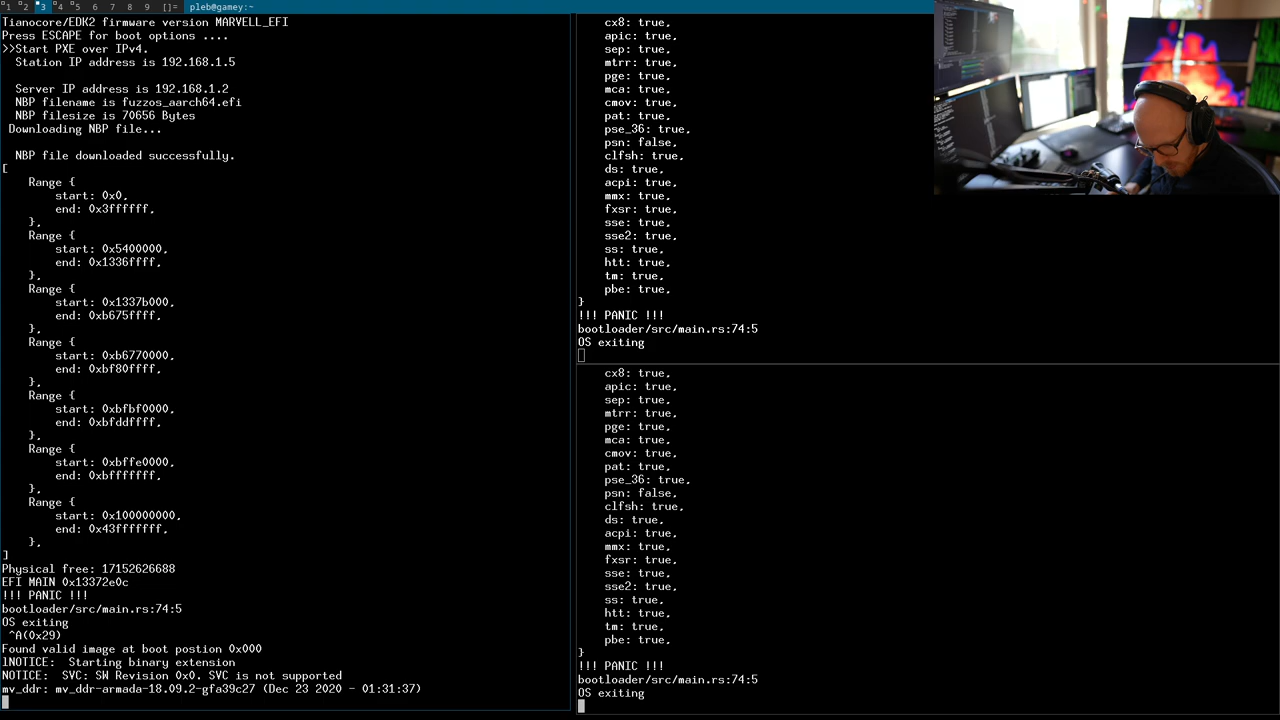 1 2 3 4 5 6 7 8 9 []= pleb@gamey:~
Tianocore/EDK2 firmware version MARVELL_EFI
Press ESCAPE for boot options ....
>>Start PXE over IPv4.
Station IP address is 192.168.1.5
Server IP address is 192.168.1.2
NBP filename is fuzzos_aarch64.efi
NBP filesize is 70656 Bytes
Downloading NBP file...
NBP file downloaded successfully.
[
Range {
start: 0x0,
end: 0x3ffffff,
},
Range {
start: 0x5400000,
end: 0x1336ffff,
},
Range {
start: 0x1337b000,
end: 0xb675ffff,
},
Range {
start: 0xb6770000,
end: 0xbf80ffff,
},
Range {
start: 0xbfbf0000,
end: 0xbfddffff,
},
Range {
start: 0xbffe0000,
end: 0xbfffffff,
},
Range {
start: 0x100000000,
end: 0x43fffffff,
},
]
Physical free: 17152626688
EFI MAIN 0x13372e0c
!!! PANIC !!!
bootloader/src/main.rs:74:5
OS exiting
^A(0x29)
Found valid image at boot postion 0x000
lNOTICE:  Starting binary extension
NOTICE:  SVC: SW Revision 0x0. SVC is not supported
mv_ddr: mv_ddr-armada-18.09.2-gfa39c27 (Dec 23 2020 - 01:31:37)
cx8: true,
apic: true,
sep: true,
mtrr: true,
pge: true,
mca: true,
cmov: true,
pat: true,
pse_36: true,
psn: false,
clfsh: true,
ds: true,
acpi: true,
mmx: true,
fxsr: true,
sse: true,
sse2: true,
ss: true,
htt: true,
tm: true,
pbe: true,
}
!!! PANIC !!!
bootloader/src/main.rs:74:5
OS exiting
cx8: true,
apic: true,
sep: true,
mtrr: true,
pge: true,
mca: true,
cmov: true,
pat: true,
pse_36: true,
psn: false,
clfsh: true,
ds: true,
acpi: true,
mmx: true,
fxsr: true,
sse: true,
sse2: true,
ss: true,
htt: true,
tm: true,
pbe: true,
}
!!! PANIC !!!
bootloader/src/main.rs:74:5
OS exiting